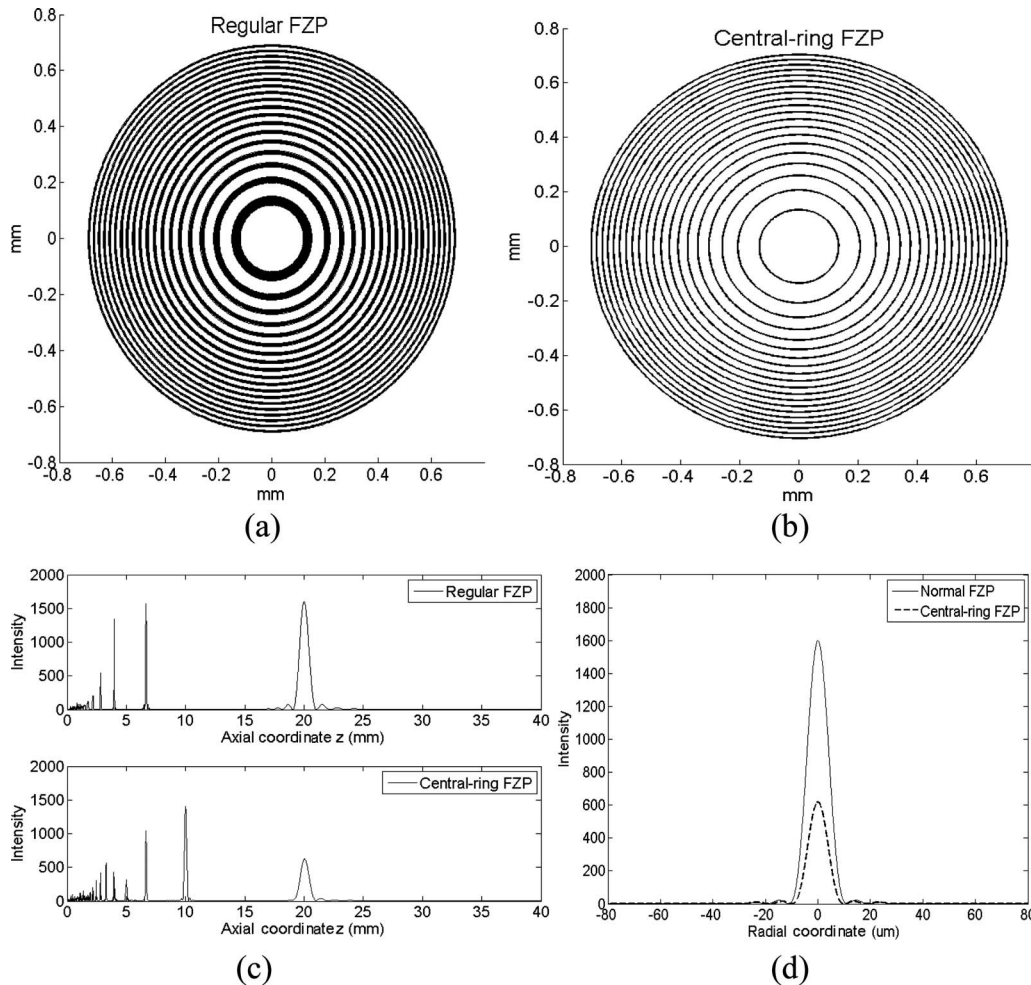 Regular FZP
0.8
0.6
0.4
0.2
0
-0.2
-0.4
-0.6
-0.8
mm
-0.8 -0.6 -0.4 -0.2 0 0.2 0.4 0.6
mm
(a)
Central-ring FZP
0.8
0.6
0.4
0.2
0
-0.2
-0.4
-0.6
-0.8
mm
-0.8 -0.6 -0.4 -0.2 0 0.2 0.4 0.6
mm
(b)
2000
1500
1000
500
0
Intensity
Regular FZP
0 5 10 15 20 25 30 35 40
Axial coordinate z (mm)
2000
1500
1000
500
0
Intensity
Central-ring FZP
0 5 10 15 20 25 30 35 40
Axial coordinate z (mm)
(c)
2000
1800
1600
1400
1200
1000
800
600
400
200
0
Intensity
Normal FZP
Central-ring FZP
-80 -60 -40 -20 0 20 40 60 80
Radial coordinate (um)
(d)